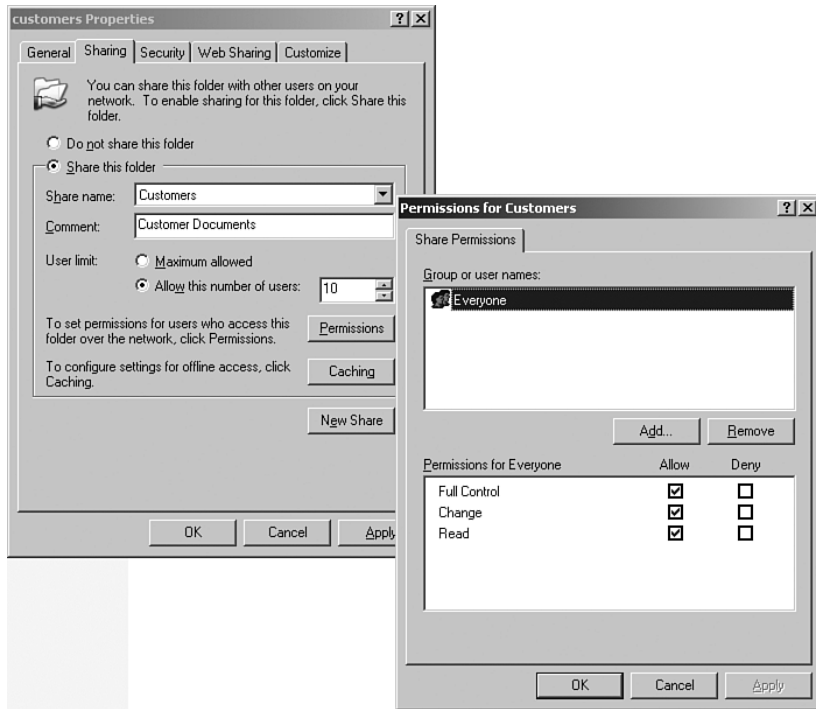 customers Properties
General Sharing Security Web Sharing Customize
You can share this folder with other users on your
network. To enable sharing for this folder, click Share this
folder.
Do not share this folder
Share this folder
Share name: Customers
Comment: Customer Documents
User limit: Maximum allowed
Allow this number of users: 10
To set permissions for users who access this
folder over the network, click Permissions.
Permissions
To configure settings for offline access, click
Caching.
Caching
New Share
OK Cancel Apply
Permissions for Customers
Share Permissions
Group or user names:
Everyone
Add... Remove
Permissions for Everyone Allow Deny
Full Control
Change
Read
OK Cancel Apply